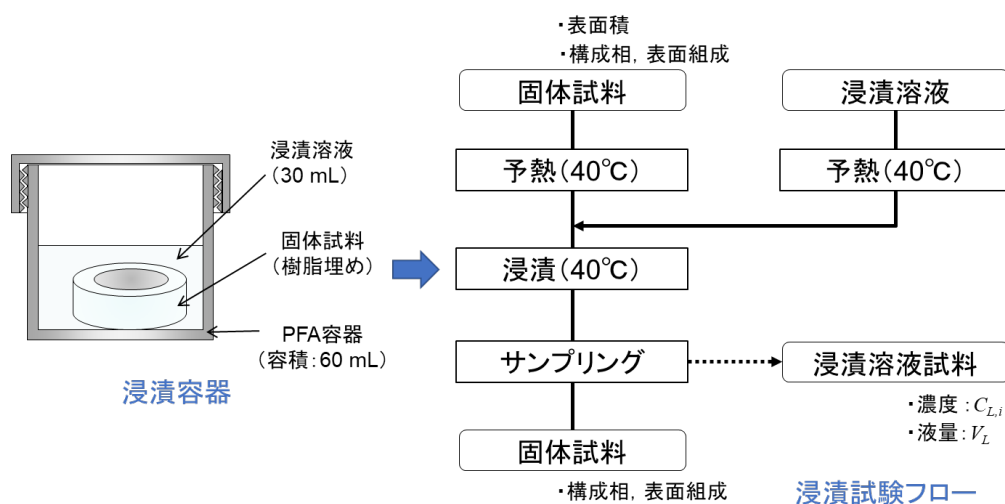 浸漬溶液
（30 mL）
固体試料
（樹脂埋め）
PFA容器
（容積：60 mL）
浸漬容器
・表面積
・構成相，表面組成
固体試料
浸漬溶液
予熱（40℃）
予熱（40℃）
浸漬（40℃）
サンプリング
浸漬溶液試料
・濃度：C_{L,i}
・液量：V_L
固体試料
・構成相，表面組成
浸漬試験フロー